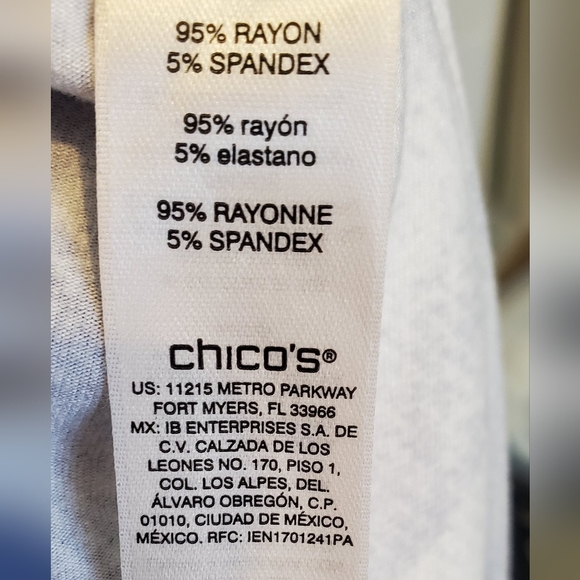 95% RAYON
5% SPANDEX
95% rayón
5% elastano
95% RAYONNE
5% SPANDEX
chico's®
US: 11215 METRO PARKWAY
FORT MYERS, FL 33966
MX: IB ENTERPRISES S.A. DE
C.V. CALZADA DE LOS
LEONES NO. 170, PISO 1,
COL. LOS ALPES, DEL.
ÁLVARO OBREGÓN, C.P.
01010, CIUDAD DE MÉXICO,
MÉXICO. RFC: IEN1701241PA